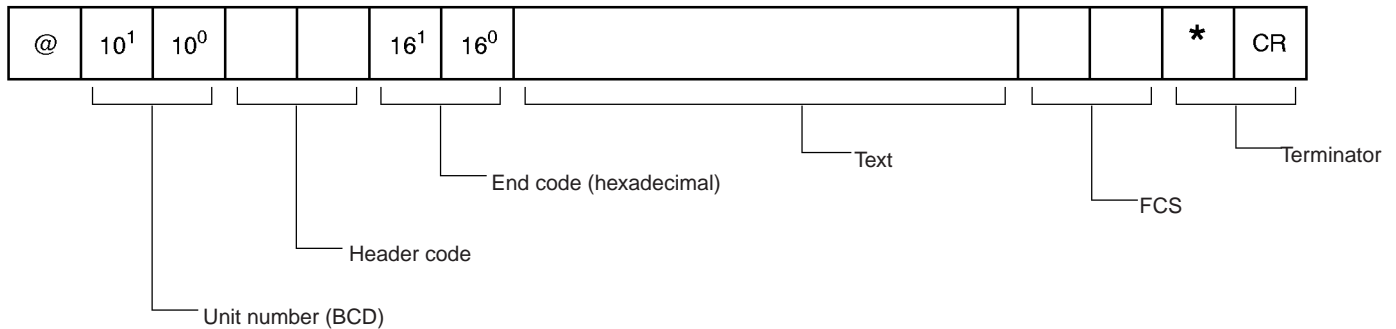 @ 10¹ 10⁰ 16¹ 16⁰ * CR
Text
Terminator
End code (hexadecimal)
FCS
Header code
Unit number (BCD)